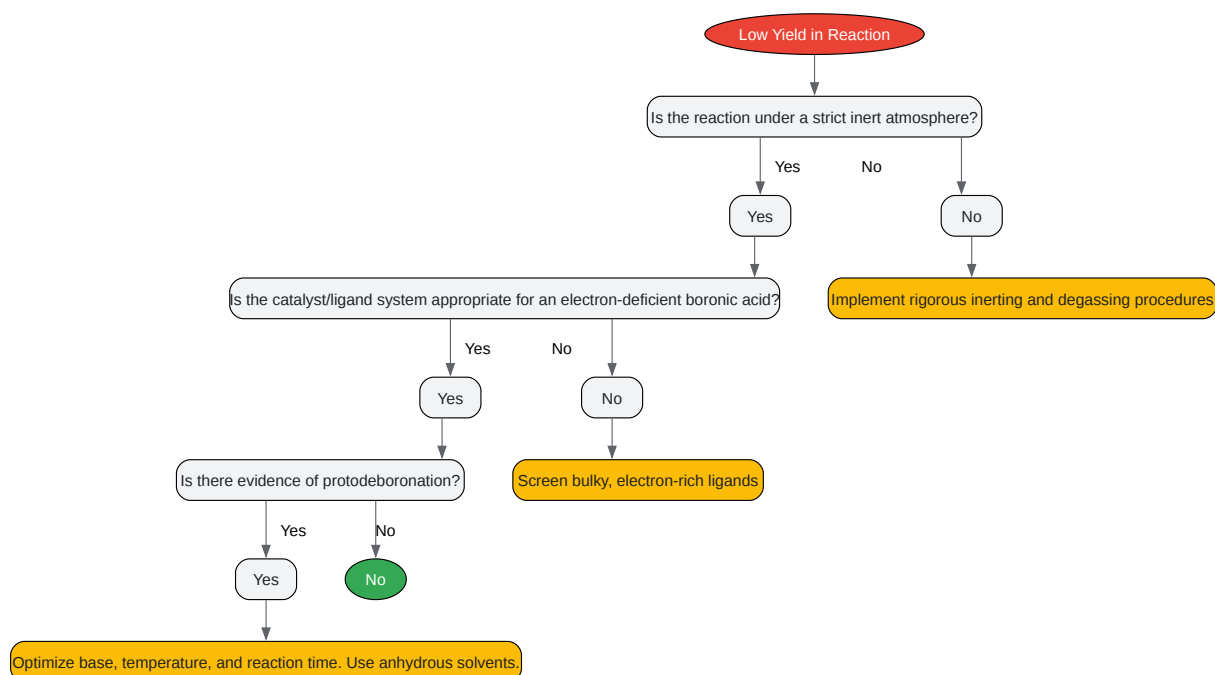 Low Yield in Reaction
Is the reaction under a strict inert atmosphere?
Yes
No
Yes
No
Is the catalyst/ligand system appropriate for an electron-deficient boronic acid?
Implement rigorous inerting and degassing procedures
Yes
No
Yes
No
Is there evidence of protodeboronation?
Screen bulky, electron-rich ligands
Yes
No
Yes
No
Optimize base, temperature, and reaction time. Use anhydrous solvents.